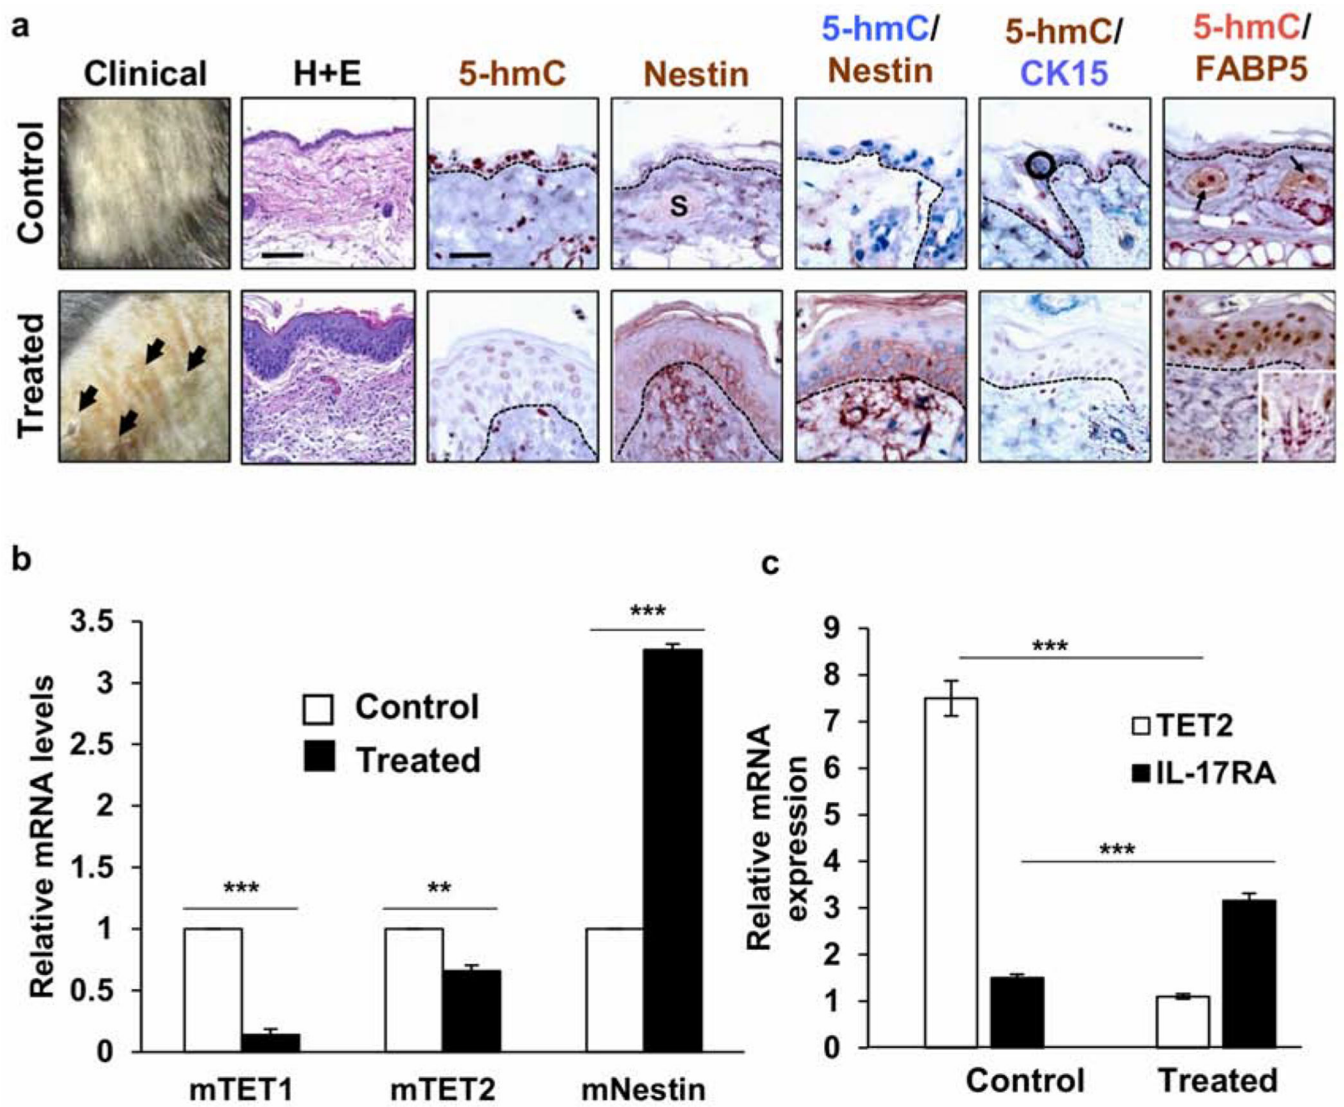 a
Clinical
H+E
5-hmC
Nestin
5-hmC/
Nestin
5-hmC/
CK15
5-hmC/
FABP5
Control
S
Treated
b
Relative mRNA levels
3.5
3
2.5
2
1.5
1
0.5
0
***
**
***
Control
Treated
mTET1
mTET2
mNestin
c
Relative mRNA
expression
9
8
7
6
5
4
3
2
1
0
***
***
TET2
IL-17RA
Control
Treated